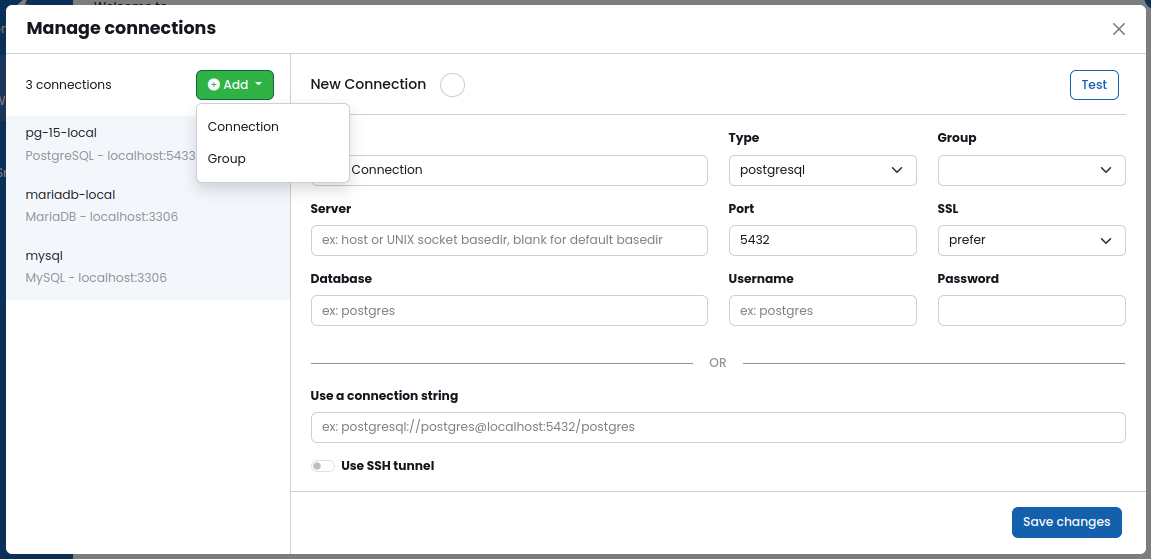 Manage connections
3 connections
Add
Connection
Group
pg-15-local
PostgreSQL - localhost:5433
mariadb-local
MariaDB - localhost:3306
mysql
MySQL - localhost:3306
New Connection
Test
Type
Group
Connection
postgresql
Server
Port
SSL
ex: host or UNIX socket basedir, blank for default basedir
5432
prefer
Database
Username
Password
ex: postgres
ex: postgres
OR
Use a connection string
ex: postgresql://postgres@localhost:5432/postgres
Use SSH tunnel
Save changes